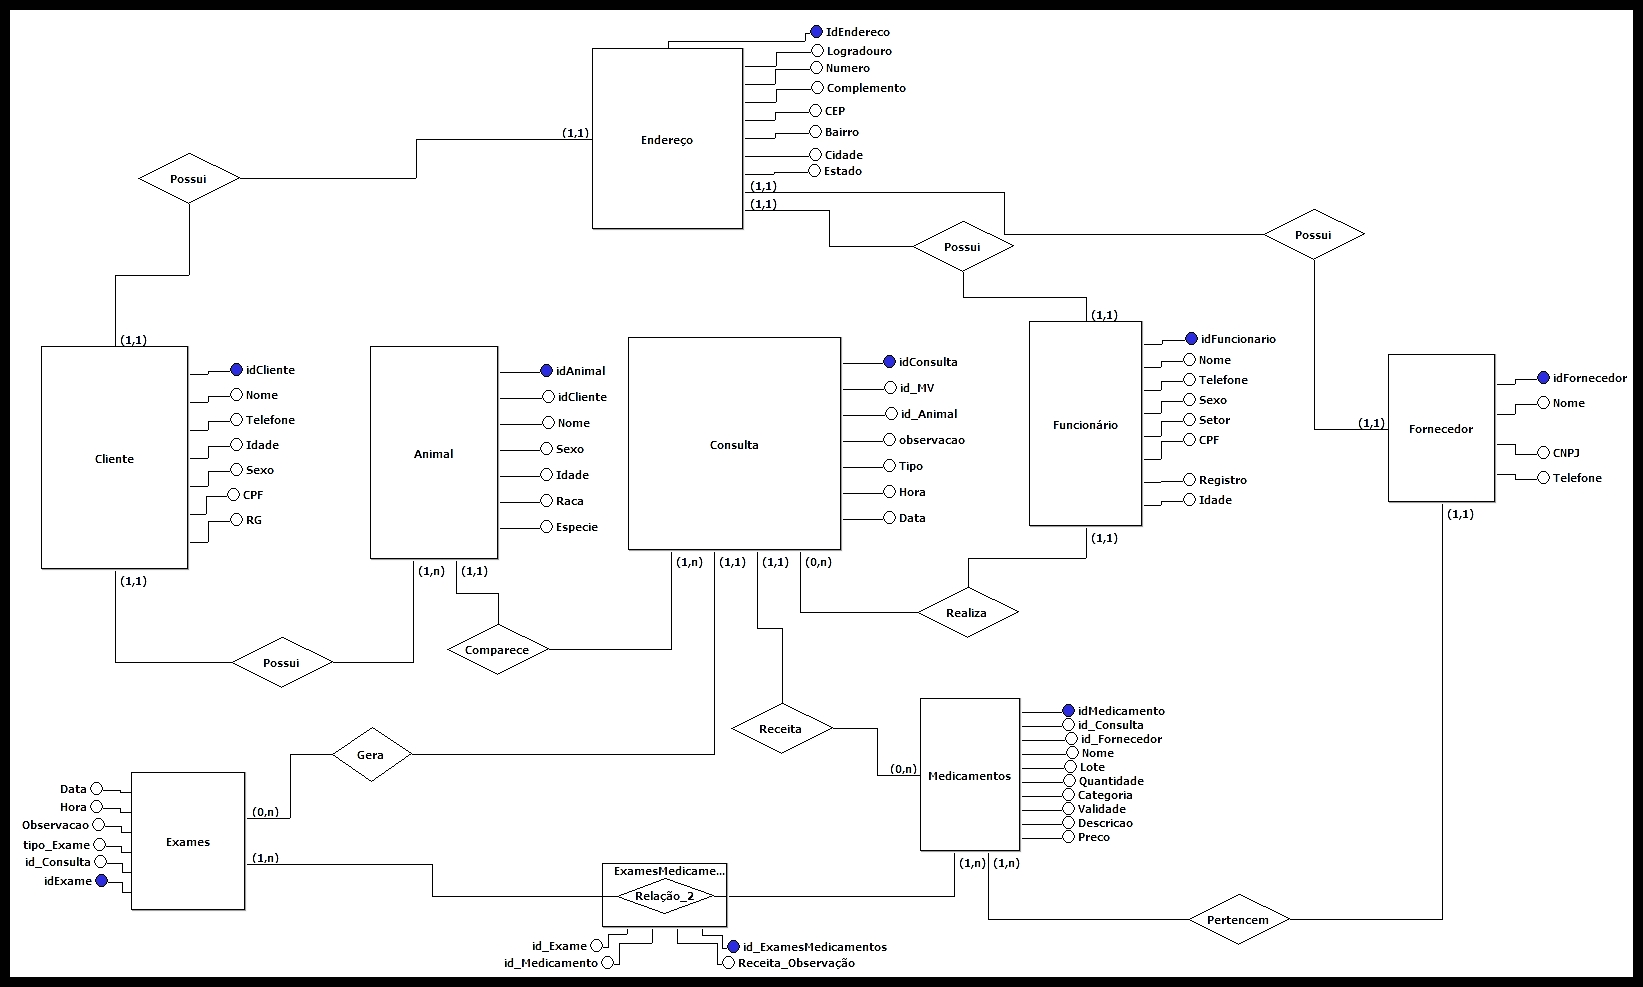 IdEndereco
Logradouro
Numero
Complemento
CEP
Bairro
Cidade
Estado
Endereço
(1,1)
(1,1)
(1,1)
Possui
Possui
Possui
(1,1)
Cliente
idCliente
Nome
Telefone
Idade
Sexo
CPF
RG
(1,1)
Animal
idAnimal
idCliente
Nome
Sexo
Idade
Raca
Especie
(1,n)
(1,1)
Consulta
idConsulta
id_MV
id_Animal
observacao
Tipo
Hora
Data
(1,n)
(1,1)
(1,1)
(0,n)
(1,1)
Funcionário
idFuncionario
Nome
Telefone
Sexo
Setor
CPF
Registro
Idade
(1,1)
(1,1)
Fornecedor
idFornecedor
Nome
CNPJ
Telefone
(1,1)
Possui
Comparece
Realiza
Gera
Receita
(0,n)
Medicamentos
idMedicamento
id_Consulta
id_Fornecedor
Nome
Lote
Quantidade
Categoria
Validade
Descricao
Preco
(1,n)
(1,n)
Data
Hora
Observacao
tipo_Exame
id_Consulta
idExame
Exames
(0,n)
(1,n)
ExamesMedicame...
Relação_2
id_Exame
id_Medicamento
id_ExamesMedicamentos
Receita_Observação
Pertencem